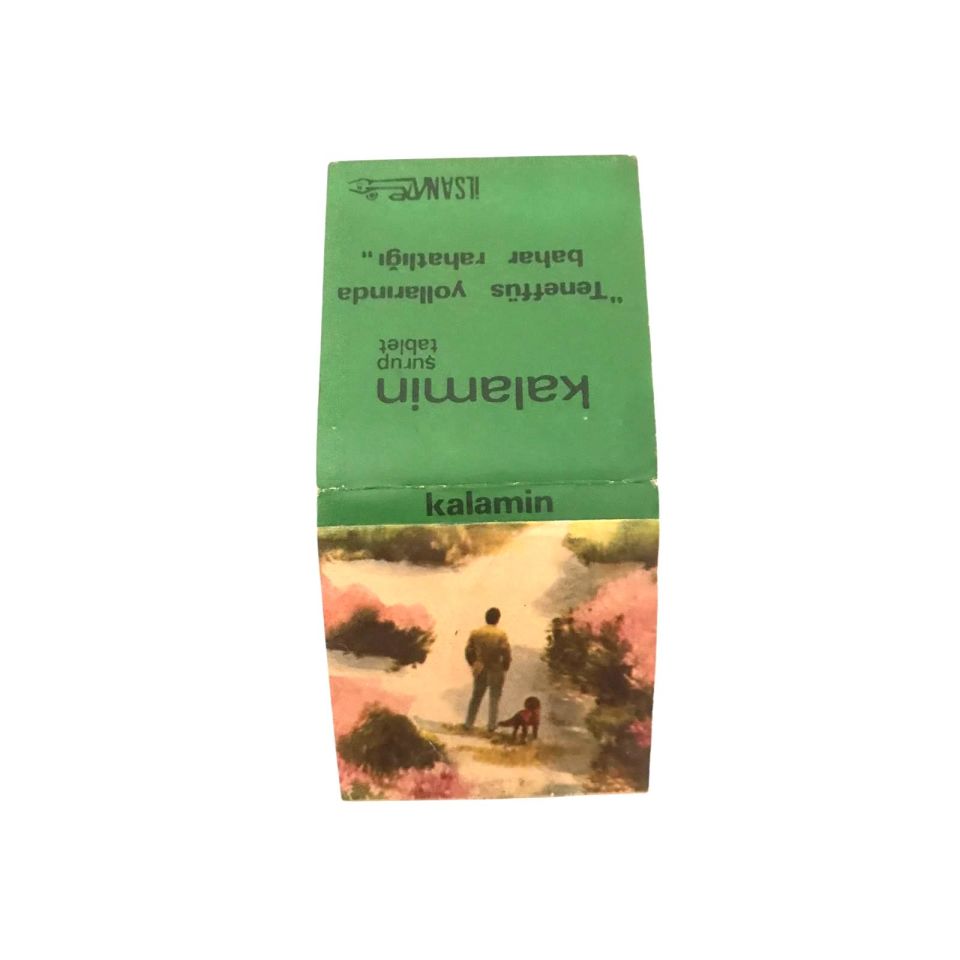 kalamin
şurup
tablet
"Teneffüs yollarında
bahar rahatlığı"
İLSAN
kalamin